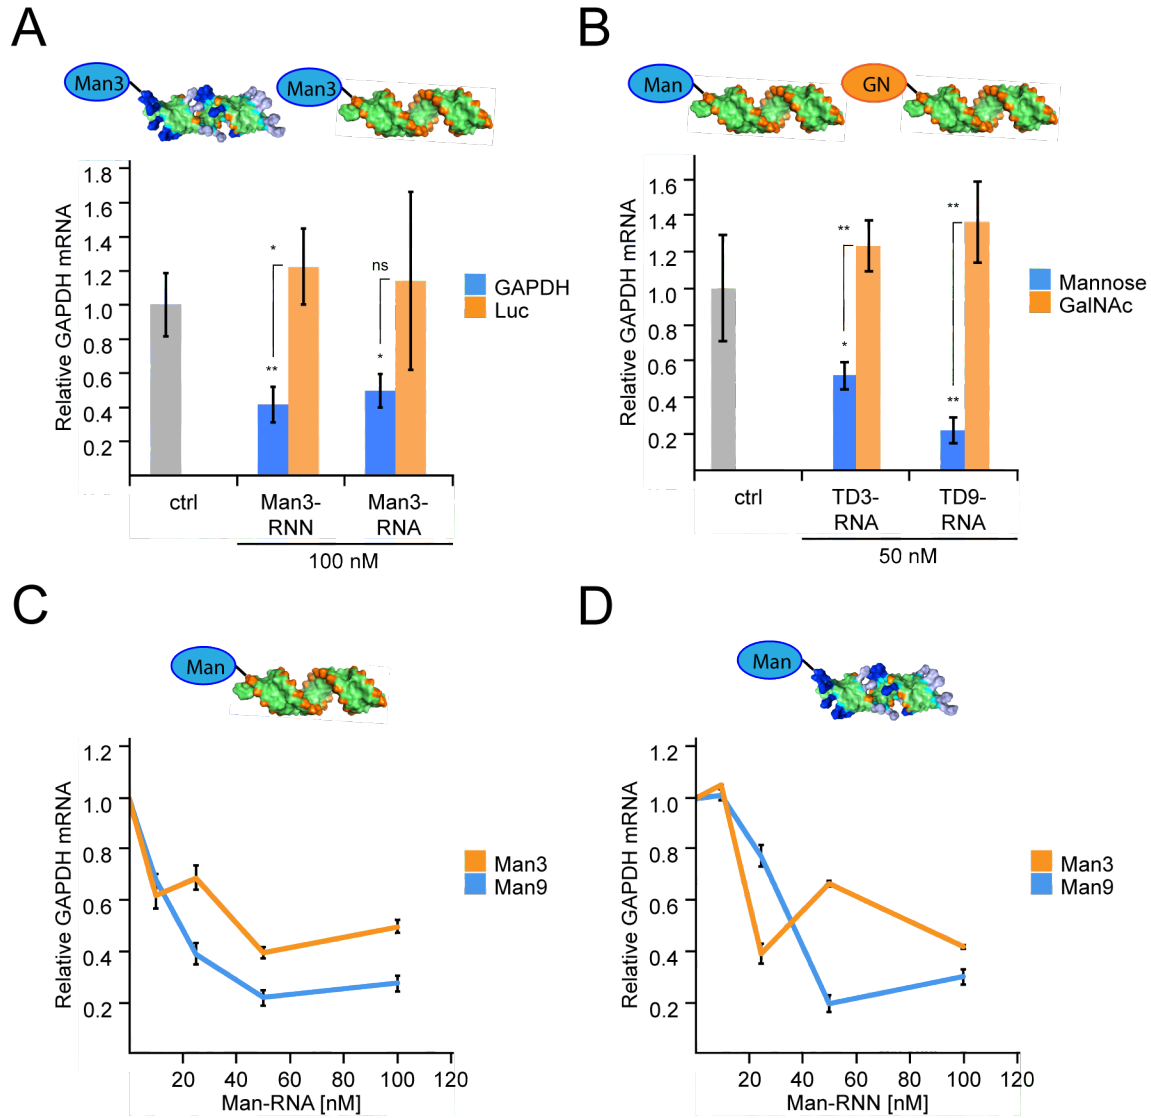 A
Man3
Man3
Relative GAPDH mRNA
1.8
1.6
1.4
1.2
1.0
0.8
0.6
0.4
0.2
*
**
ns
*
GAPDH
Luc
ctrl
Man3-
RNN
Man3-
RNA
100 nM
B
Man
GN
Relative GAPDH mRNA
1.6
1.4
1.2
1.0
0.8
0.6
0.4
0.2
**
*
**
**
Mannose
GalNAc
ctrl
TD3-
RNA
TD9-
RNA
50 nM
C
Man
Relative GAPDH mRNA
1.2
1.0
0.8
0.6
0.4
0.2
Man3
Man9
20 40 60 80 100 120
Man-RNA [nM]
D
Man
Relative GAPDH mRNA
1.2
1.0
0.8
0.6
0.4
0.2
Man3
Man9
20 40 60 80 100 120
Man-RNN [nM]